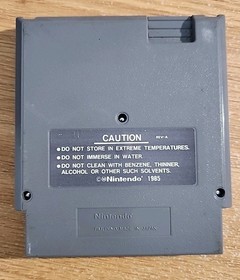 CAUTION REV-A
• DO NOT STORE IN EXTREME TEMPERATURES.
• DO NOT IMMERSE IN WATER.
• DO NOT CLEAN WITH BENZENE, THINNER,
ALCOHOL OR OTHER SUCH SOLVENTS.
©®Nintendo® 1985
Nintendo